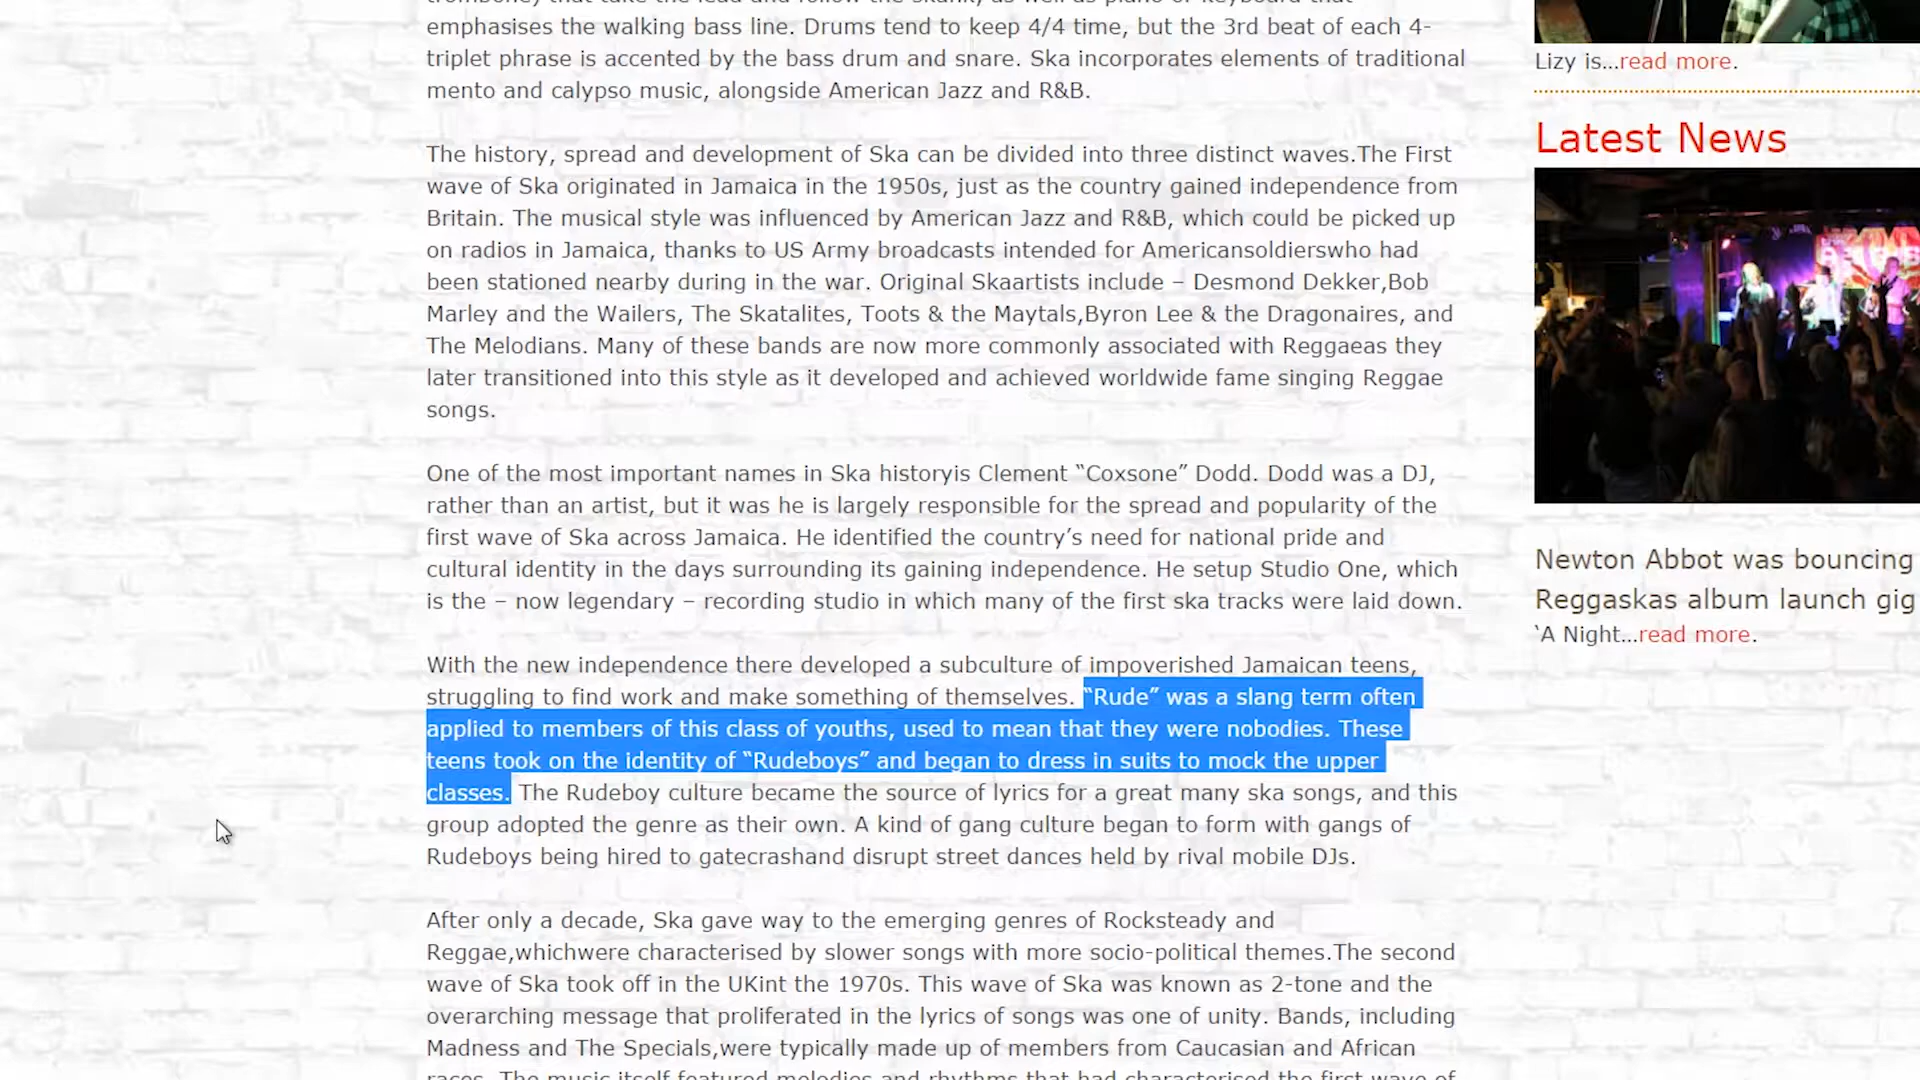 emphasises the walking bass line. Drums tend to keep 4/4 time, but the 3rd beat of each 4-
triplet phrase is accented by the bass drum and snare. Ska incorporates elements of traditional
mento and calypso music, alongside American Jazz and R&B.
The history, spread and development of Ska can be divided into three distinct waves.The First
wave of Ska originated in Jamaica in the 1950s, just as the country gained independence from
Britain. The musical style was influenced by American Jazz and R&B, which could be picked up
on radios in Jamaica, thanks to US Army broadcasts intended for Americansoldierswho had
been stationed nearby during in the war. Original Skaartists include – Desmond Dekker,Bob
Marley and the Wailers, The Skatalites, Toots & the Maytals,Byron Lee & the Dragonaires, and
The Melodians. Many of these bands are now more commonly associated with Reggaeas they
later transitioned into this style as it developed and achieved worldwide fame singing Reggae
songs.
One of the most important names in Ska historyis Clement “Coxsone” Dodd. Dodd was a DJ,
rather than an artist, but it was he is largely responsible for the spread and popularity of the
first wave of Ska across Jamaica. He identified the country’s need for national pride and
cultural identity in the days surrounding its gaining independence. He setup Studio One, which
is the – now legendary – recording studio in which many of the first ska tracks were laid down.
With the new independence there developed a subculture of impoverished Jamaican teens,
struggling to find work and make something of themselves. “Rude” was a slang term often
applied to members of this class of youths, used to mean that they were nobodies. These
teens took on the identity of “Rudeboys” and began to dress in suits to mock the upper
classes. The Rudeboy culture became the source of lyrics for a great many ska songs, and this
group adopted the genre as their own. A kind of gang culture began to form with gangs of
Rudeboys being hired to gatecrashand disrupt street dances held by rival mobile DJs.
After only a decade, Ska gave way to the emerging genres of Rocksteady and
Reggae,whichwere characterised by slower songs with more socio-political themes.The second
wave of Ska took off in the UKint the 1970s. This wave of Ska was known as 2-tone and the
overarching message that proliferated in the lyrics of songs was one of unity. Bands, including
Madness and The Specials,were typically made up of members from Caucasian and African
races. The music itself featured melodies and rhythms that had characterised the first wave of
Lizy is...read more.
Latest News
Newton Abbot was bouncing
Reggaskas album launch gig
‘A Night...read more.